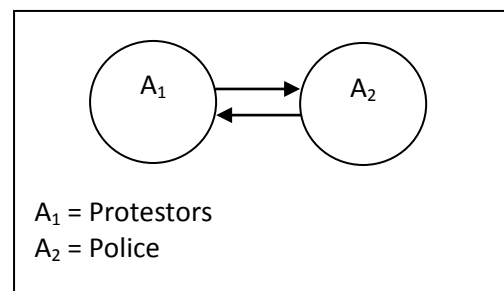 A₁ A₂
A₁ = Protestors
A₂ = Police